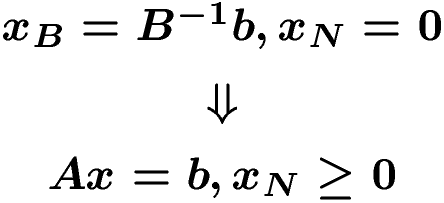 x_B = B^{-1}b, x_N = 0
⇓
Ax = b, x_N ≥ 0